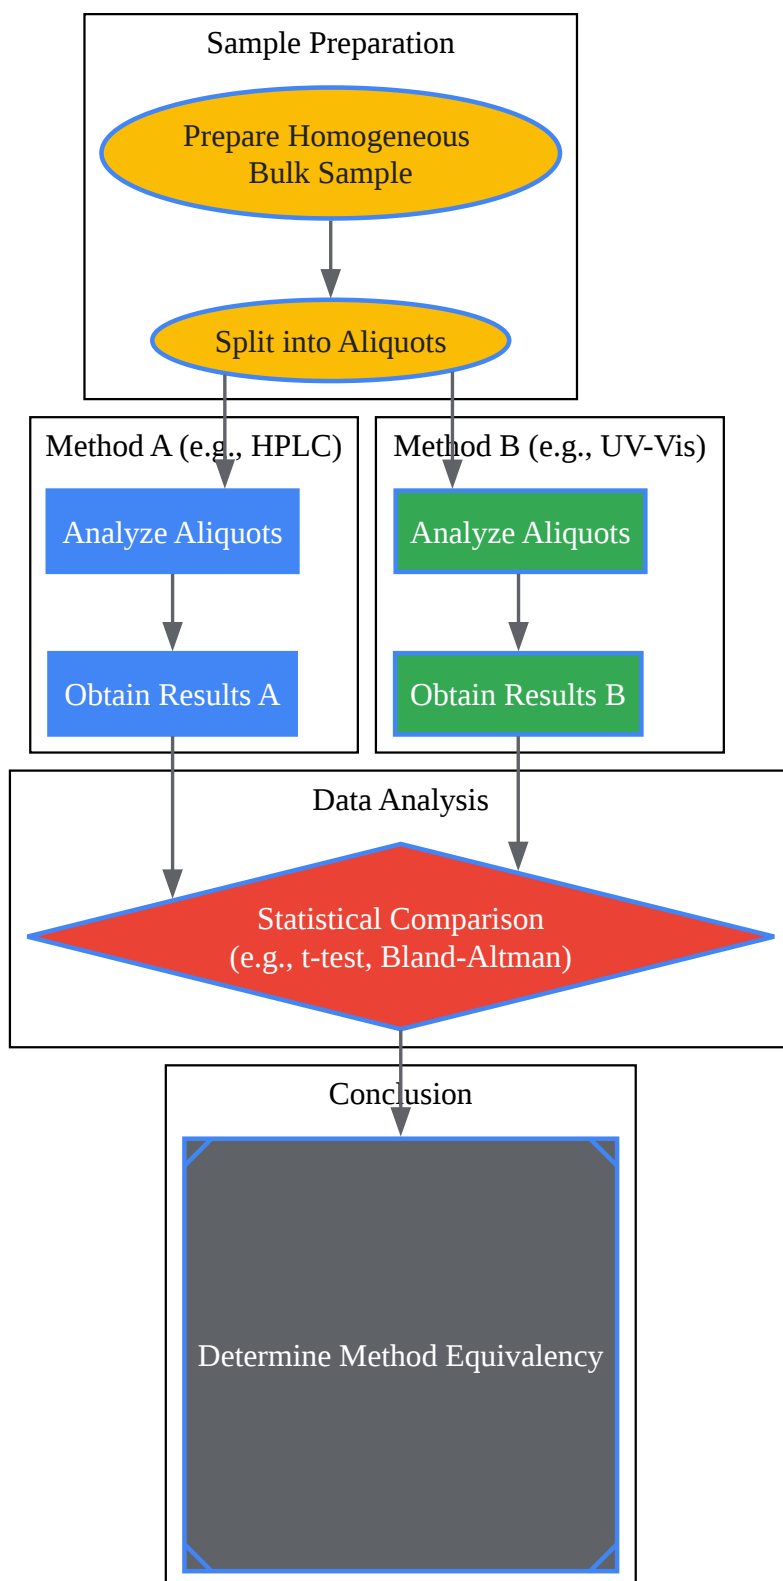 Sample Preparation
Prepare Homogeneous
Bulk Sample
Split into Aliquots
Method A (e.g., HPLC)
Analyze Aliquots
Obtain Results A
Method B (e.g., UV-Vis)
Analyze Aliquots
Obtain Results B
Data Analysis
Statistical Comparison
(e.g., t-test, Bland-Altman)
Conclusion
Determine Method Equivalency